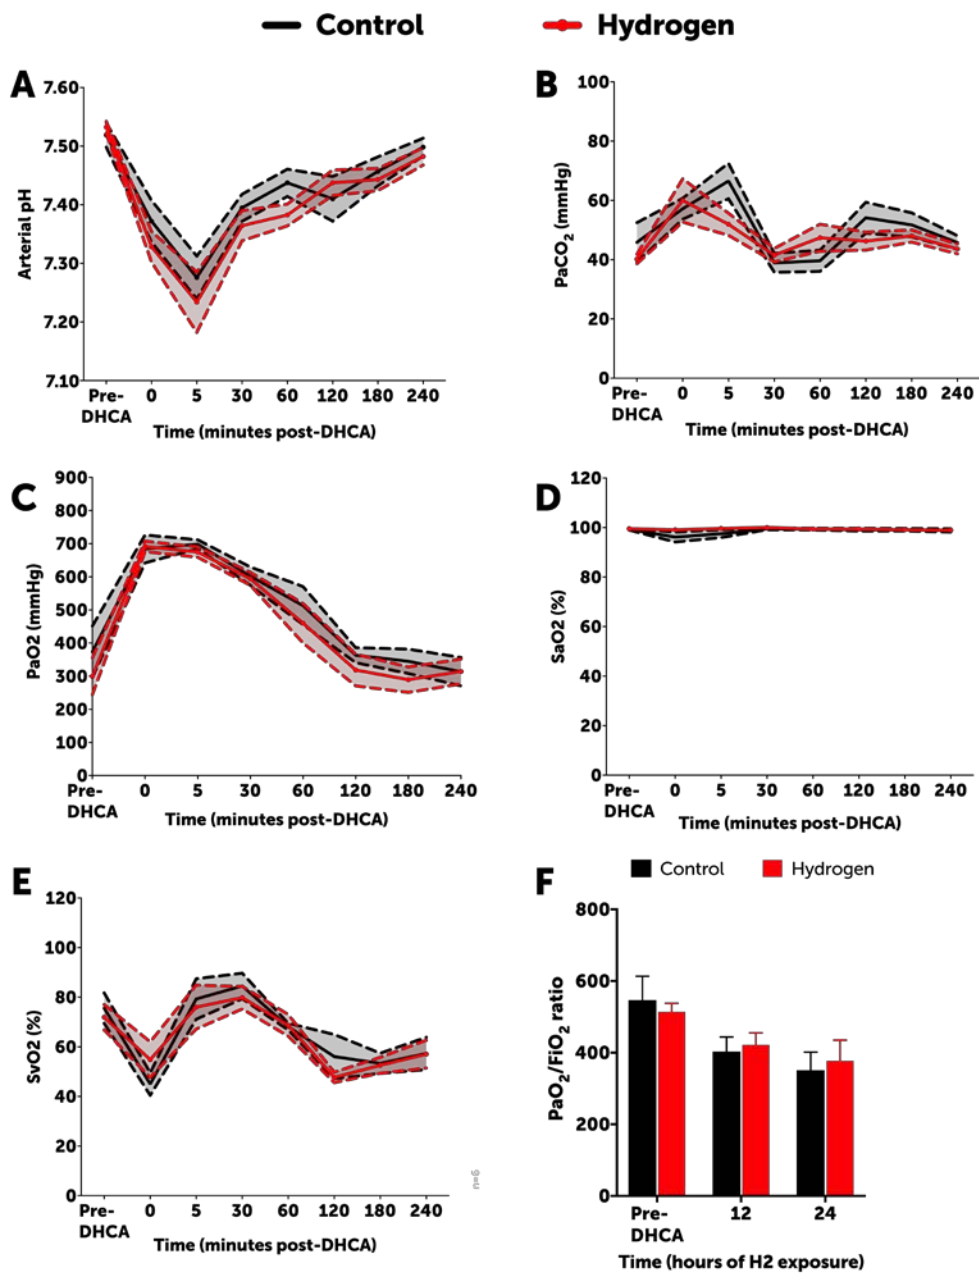 Control Hydrogen
A
7.60
7.50
7.40
7.30
7.20
7.10
Arterial pH
Pre-DHCA 0 5 30 60 120 180 240
Time (minutes post-DHCA)
B
100
80
60
40
20
0
PaCO2 (mmHg)
Pre-DHCA 0 5 30 60 120 180 240
Time (minutes post-DHCA)
C
900
800
700
600
500
400
300
200
100
0
PaO2 (mmHg)
Pre-DHCA 0 5 30 60 120 180 240
Time (minutes post-DHCA)
D
120
100
80
60
40
20
0
SaO2 (%)
Pre-DHCA 0 5 30 60 120 180 240
Time (minutes post-DHCA)
E
120
100
80
60
40
20
0
SvO2 (%)
Pre-DHCA 0 5 30 60 120 180 240
Time (minutes post-DHCA)
n=6
F
Control Hydrogen
800
600
400
200
0
PaO2/FiO2 ratio
Pre-DHCA 12 24
Time (hours of H2 exposure)